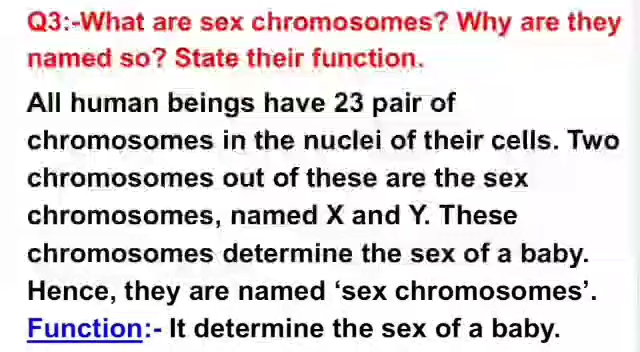 Q3:-What are sex chromosomes? Why are they
named so? State their function.
All human beings have 23 pair of
chromosomes in the nuclei of their cells. Two
chromosomes out of these are the sex
chromosomes, named X and Y. These
chromosomes determine the sex of a baby.
Hence, they are named ‘sex chromosomes’.
Function:- It determine the sex of a baby.